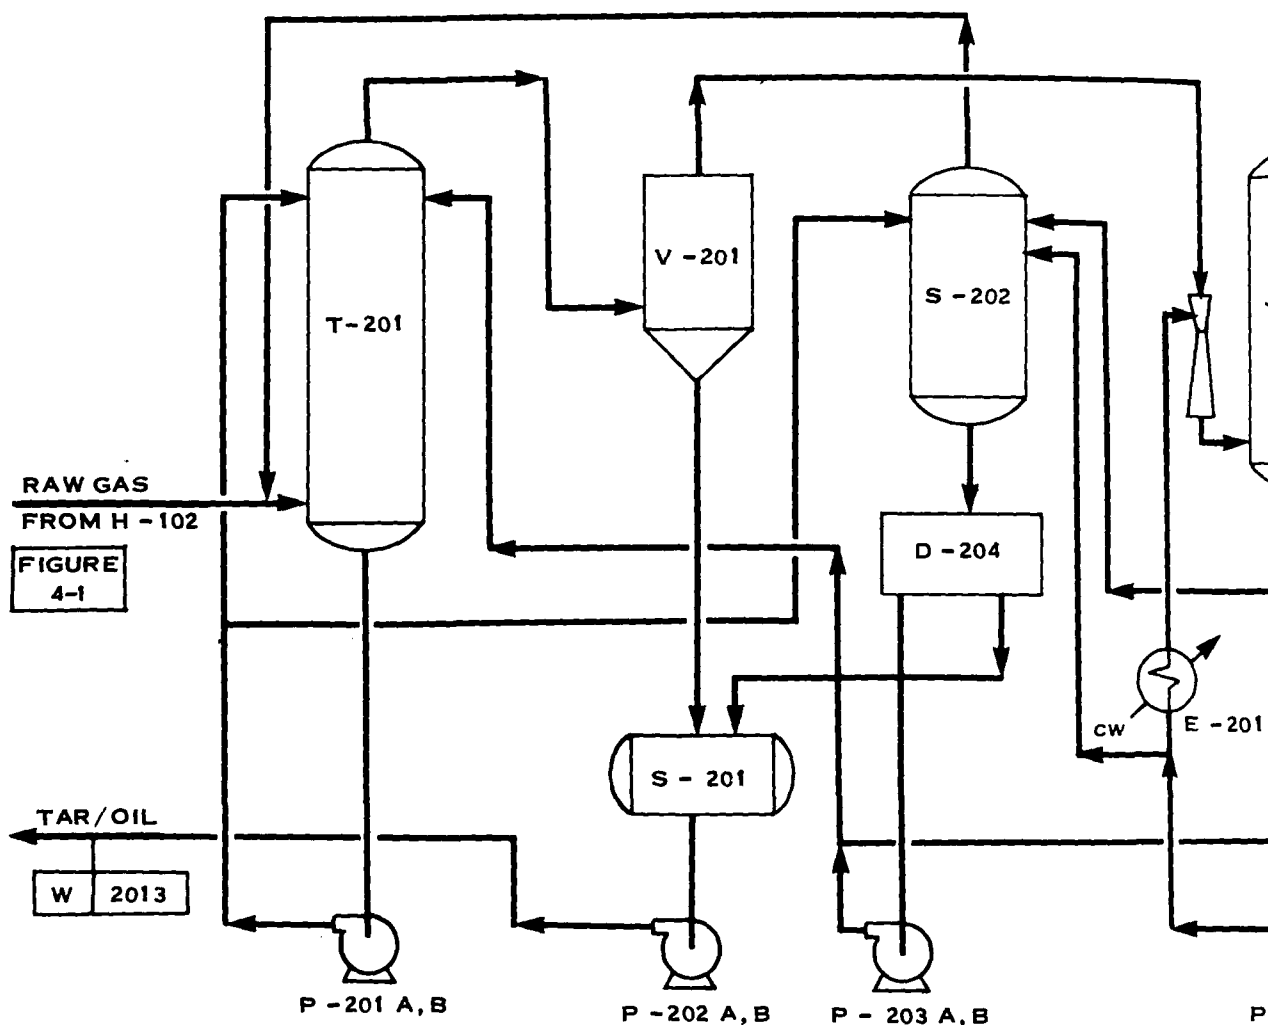 V-201
S-202
T-201
RAW GAS
FROM H-102
FIGURE
4-1
D-204
CW
E-201
S-201
TAR/OIL
W 2013
P-201 A,B
P-202 A,B
P-203 A,B
P